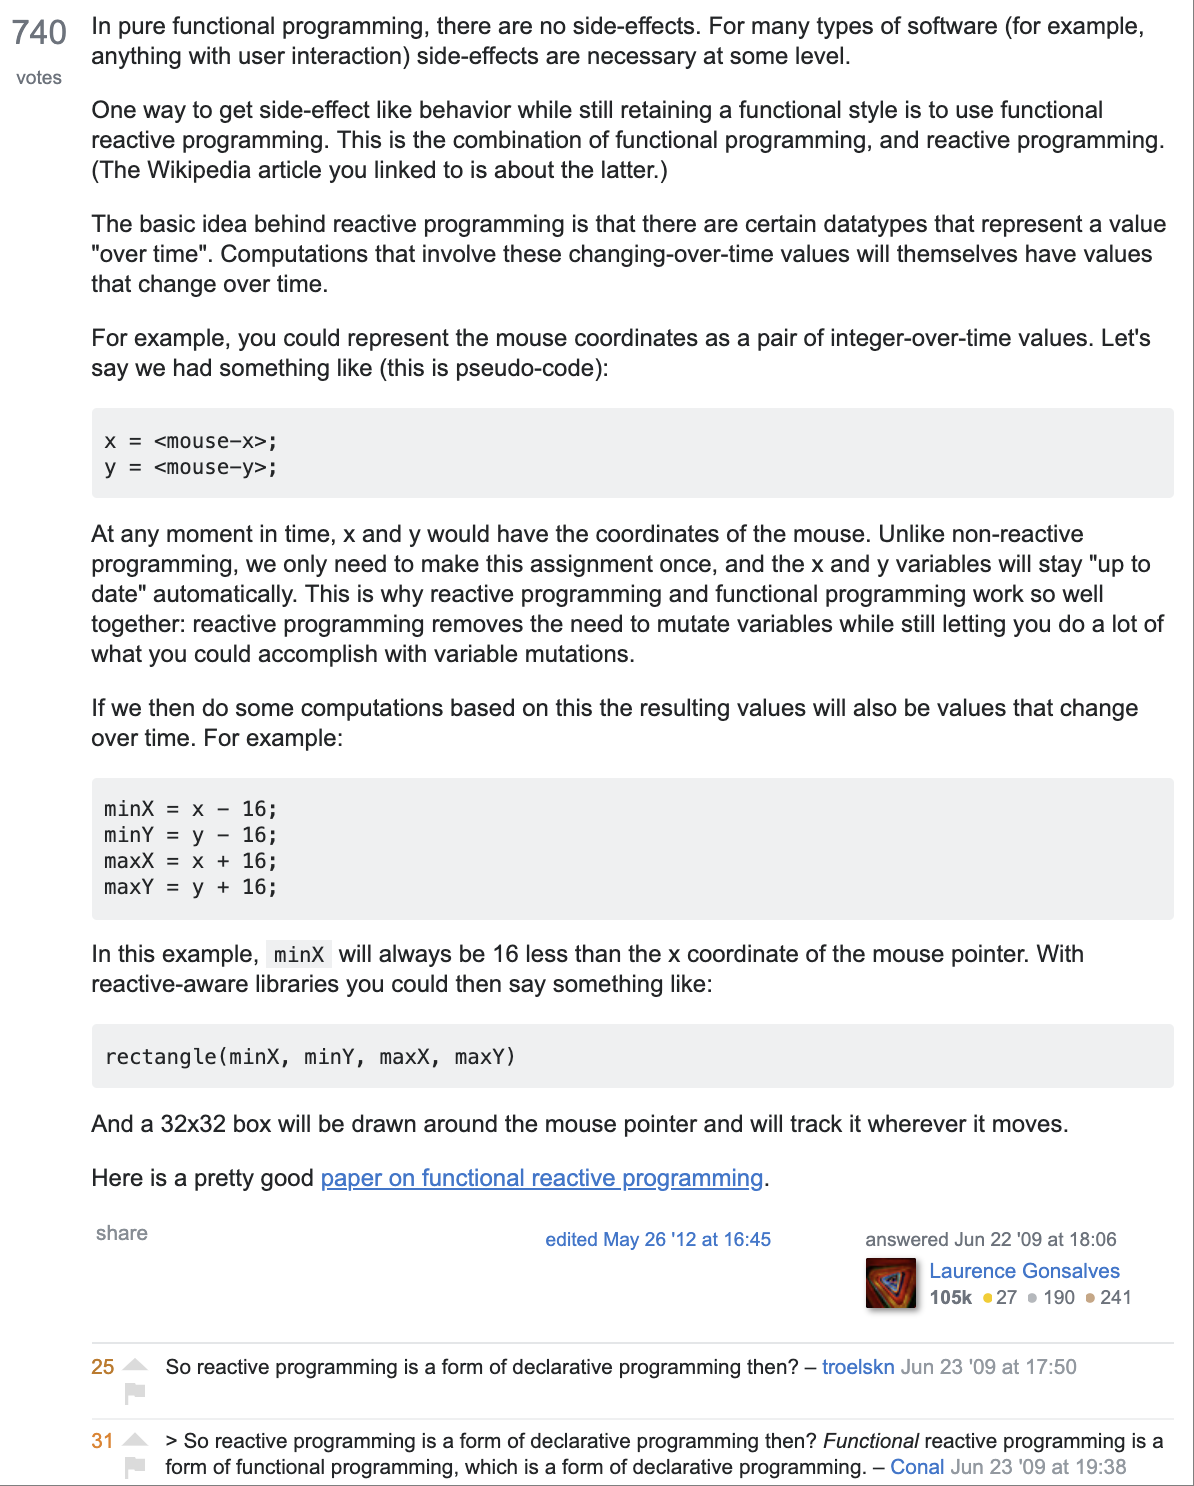 740
votes
In pure functional programming, there are no side-effects. For many types of software (for example,
anything with user interaction) side-effects are necessary at some level.
One way to get side-effect like behavior while still retaining a functional style is to use functional
reactive programming. This is the combination of functional programming, and reactive programming.
(The Wikipedia article you linked to is about the latter.)
The basic idea behind reactive programming is that there are certain datatypes that represent a value
"over time". Computations that involve these changing-over-time values will themselves have values
that change over time.
For example, you could represent the mouse coordinates as a pair of integer-over-time values. Let's
say we had something like (this is pseudo-code):
x = <mouse-x>;
y = <mouse-y>;
At any moment in time, x and y would have the coordinates of the mouse. Unlike non-reactive
programming, we only need to make this assignment once, and the x and y variables will stay "up to
date" automatically. This is why reactive programming and functional programming work so well
together: reactive programming removes the need to mutate variables while still letting you do a lot of
what you could accomplish with variable mutations.
If we then do some computations based on this the resulting values will also be values that change
over time. For example:
minX = x - 16;
minY = y - 16;
maxX = x + 16;
maxY = y + 16;
In this example, minX will always be 16 less than the x coordinate of the mouse pointer. With
reactive-aware libraries you could then say something like:
rectangle(minX, minY, maxX, maxY)
And a 32x32 box will be drawn around the mouse pointer and will track it wherever it moves.
Here is a pretty good paper on functional reactive programming.
share
edited May 26 '12 at 16:45
answered Jun 22 '09 at 18:06
Laurence Gonsalves
105k ●27 ●190 ●241
25 So reactive programming is a form of declarative programming then? – troelskn Jun 23 '09 at 17:50
31 > So reactive programming is a form of declarative programming then? Functional reactive programming is a
form of functional programming, which is a form of declarative programming. – Conal Jun 23 '09 at 19:38